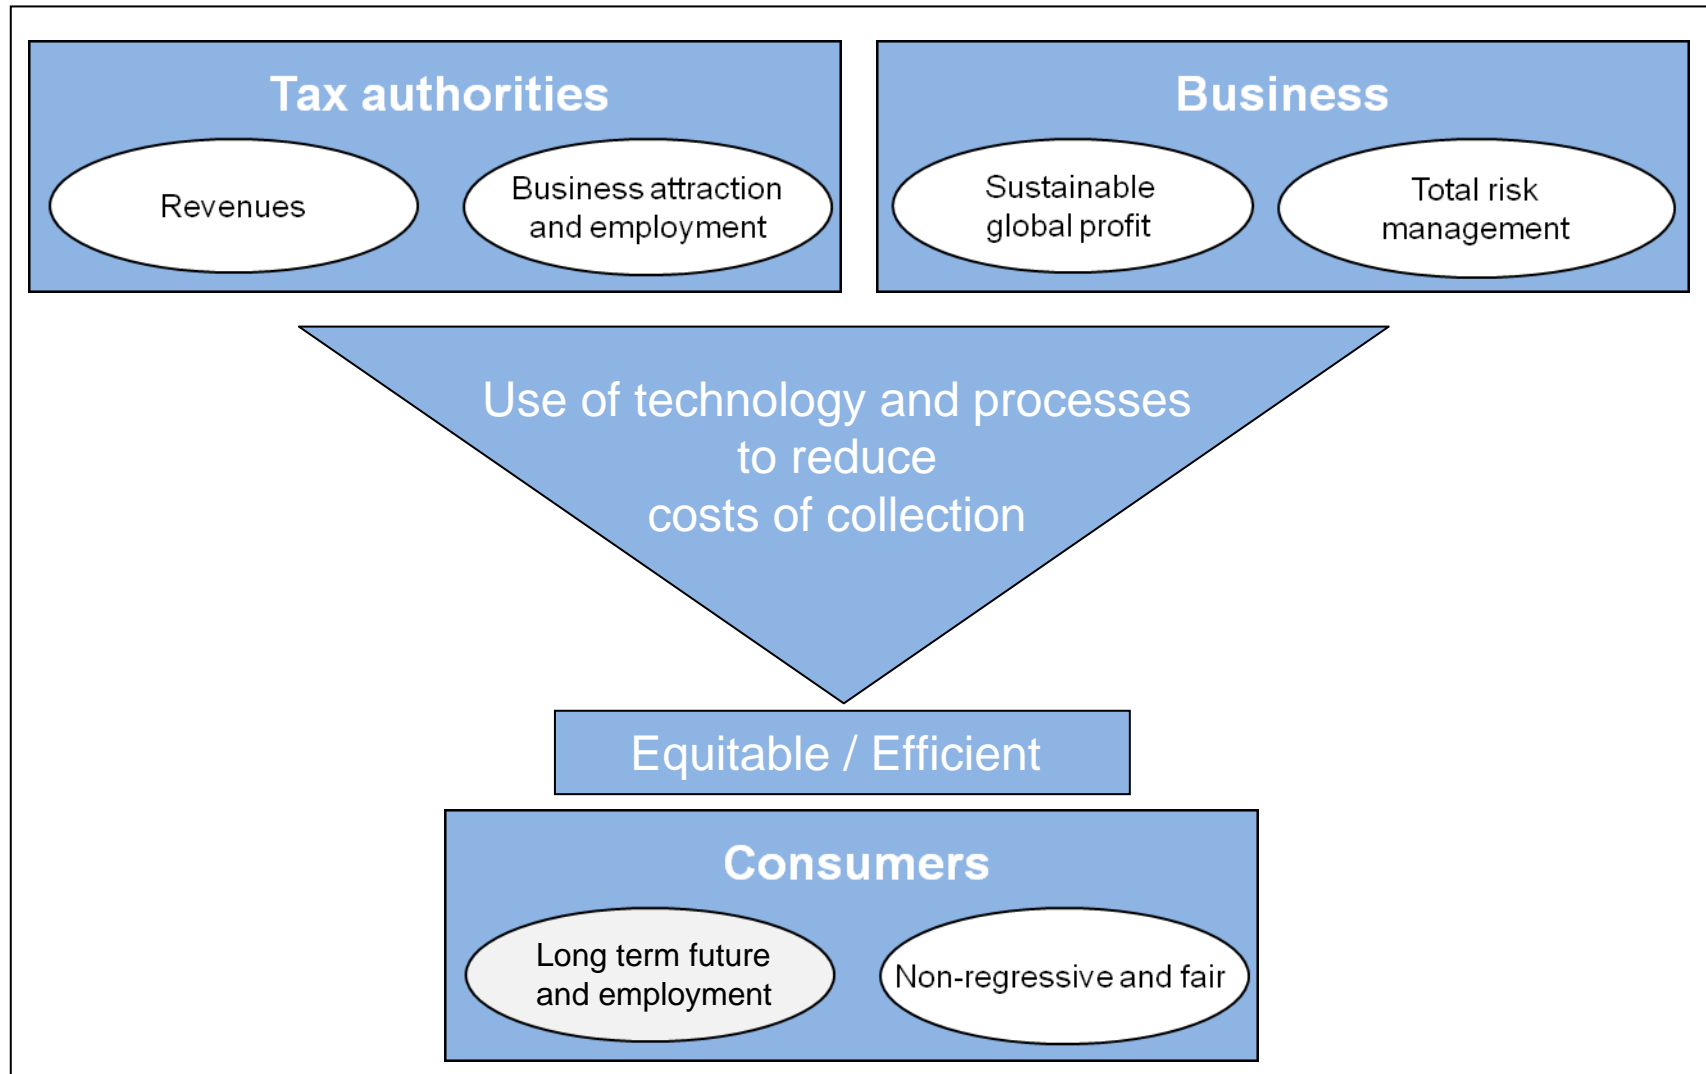 Tax authorities
Revenues
Business attraction
and employment
Business
Sustainable
global profit
Total risk
management
Use of technology and processes
to reduce
costs of collection
Equitable / Efficient
Consumers
Long term future
and employment
Non-regressive and fair